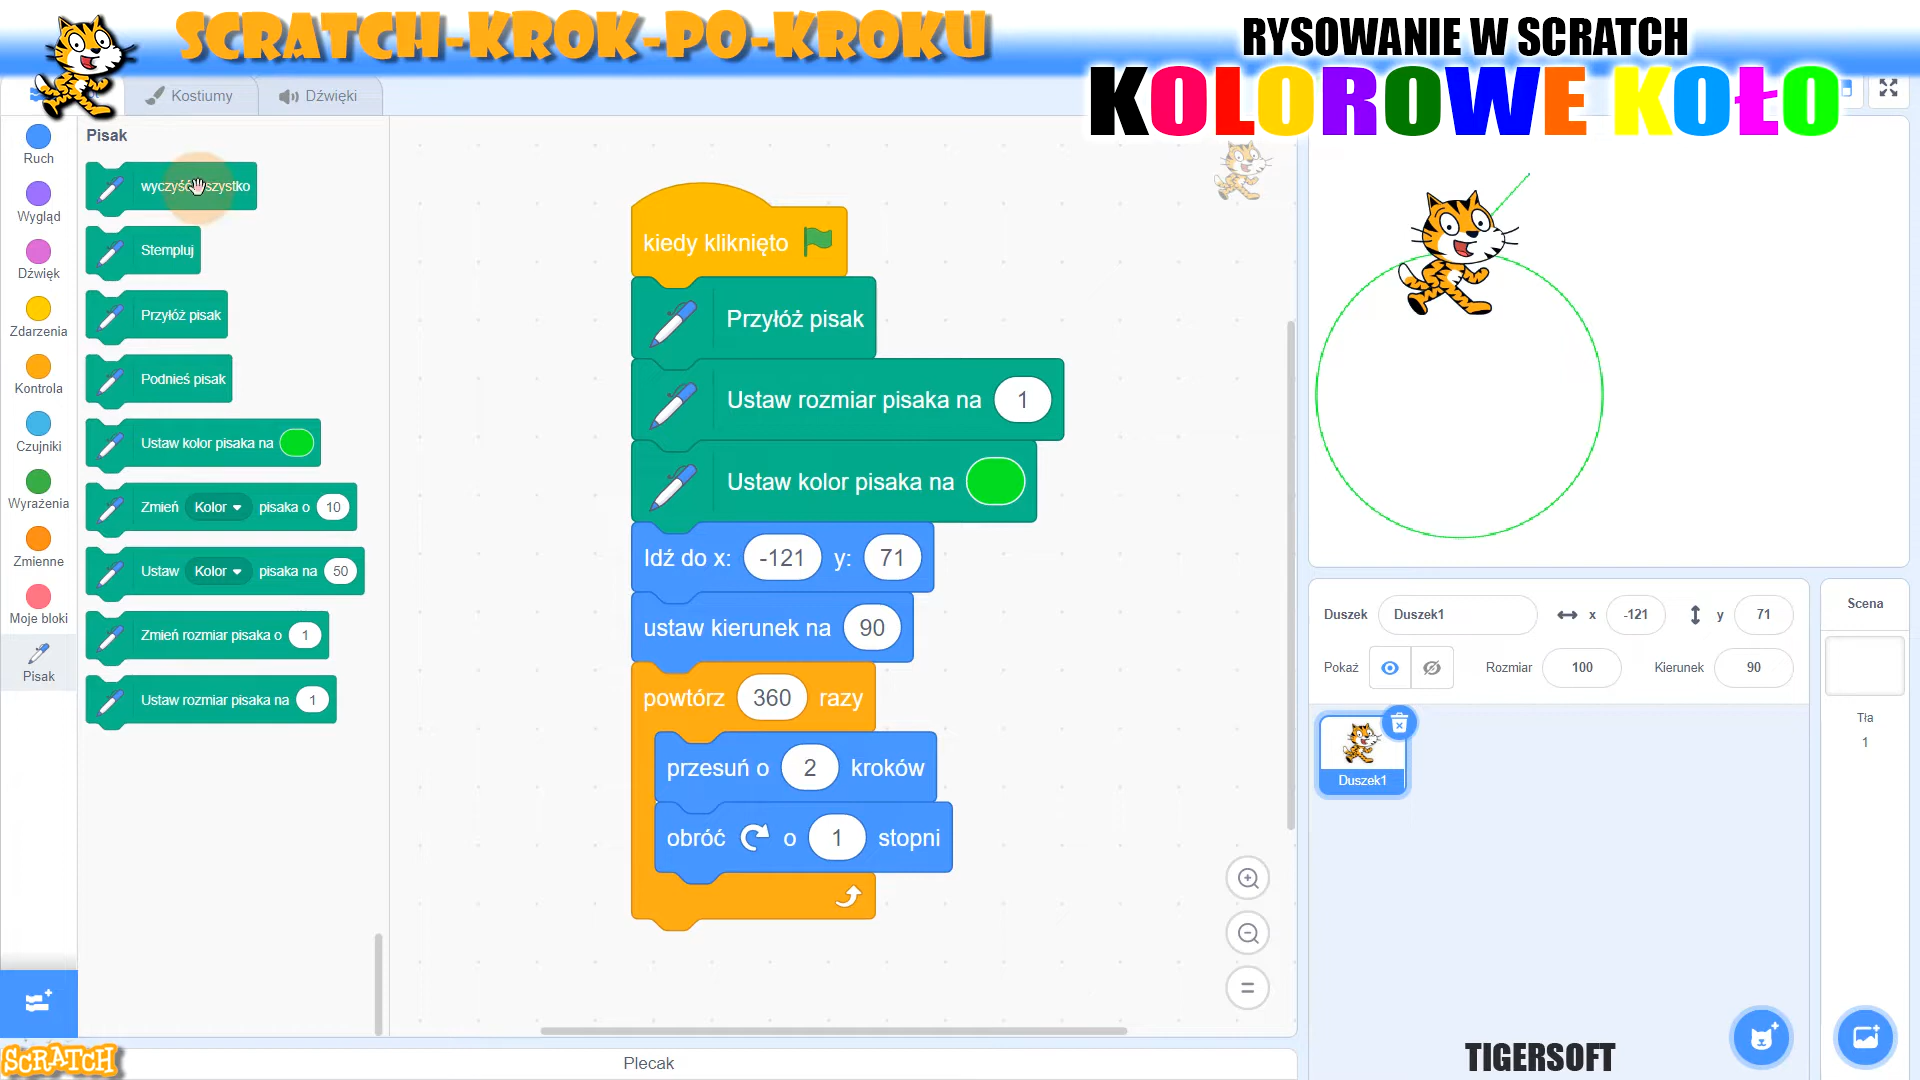 SCRATCH-KROK-PO-KROKU
RYSOWANIE W SCRATCH
KOLOROWE KOŁO
Kostiumy
Dźwięki
Ruch
Wygląd
Dźwięk
Zdarzenia
Kontrola
Czujniki
Wyrażenia
Zmienne
Moje bloki
Pisak
Pisak
wyczyść wszystko
Stempluj
Przyłóż pisak
Podnieś pisak
Ustaw kolor pisaka na
Zmień Kolor pisaka o 10
Ustaw Kolor pisaka na 50
Zmień rozmiar pisaka o 1
Ustaw rozmiar pisaka na 1
kiedy kliknięto
Przyłóż pisak
Ustaw rozmiar pisaka na 1
Ustaw kolor pisaka na
Idź do x: -121 y: 71
ustaw kierunek na 90
powtórz 360 razy
przesuń o 2 kroków
obróć o 1 stopni
Duszek Duszek1 x -121 y 71
Pokaż Rozmiar 100 Kierunek 90
Duszek1
Scena
Tła
1
Plecak
SCRATCH
TIGERSOFT